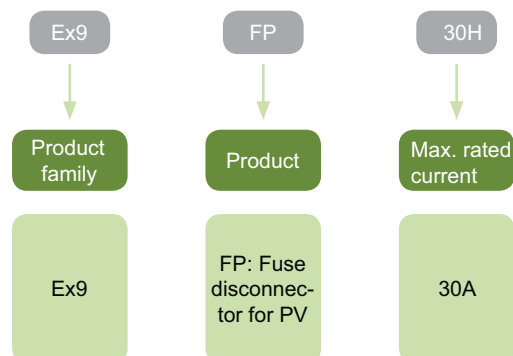 Ex9
FP
30H
Product
family
Product
Max. rated
current
Ex9
FP: Fuse
disconnec-
tor for PV
30A